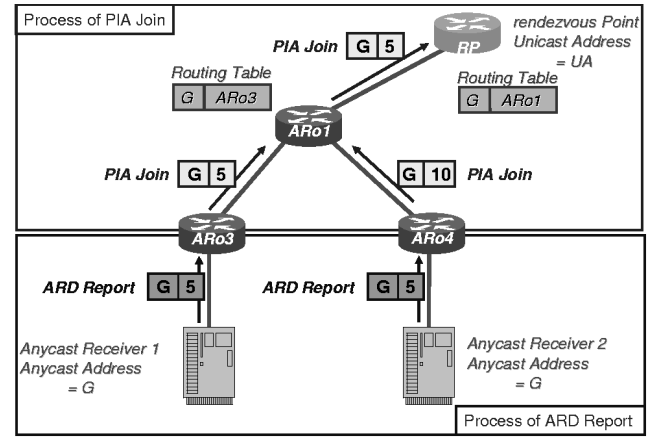 Process of PIA Join
rendezvous Point
Unicast Address
= UA
PIA Join G 5
RP
Routing Table
G ARo3
Routing Table
G ARo1
ARo1
PIA Join G 5
G 10 PIA Join
ARo3
ARo4
ARD Report G 5
ARD Report G 5
Anycast Receiver 1
Anycast Address
= G
Anycast Receiver 2
Anycast Address
= G
Process of ARD Report